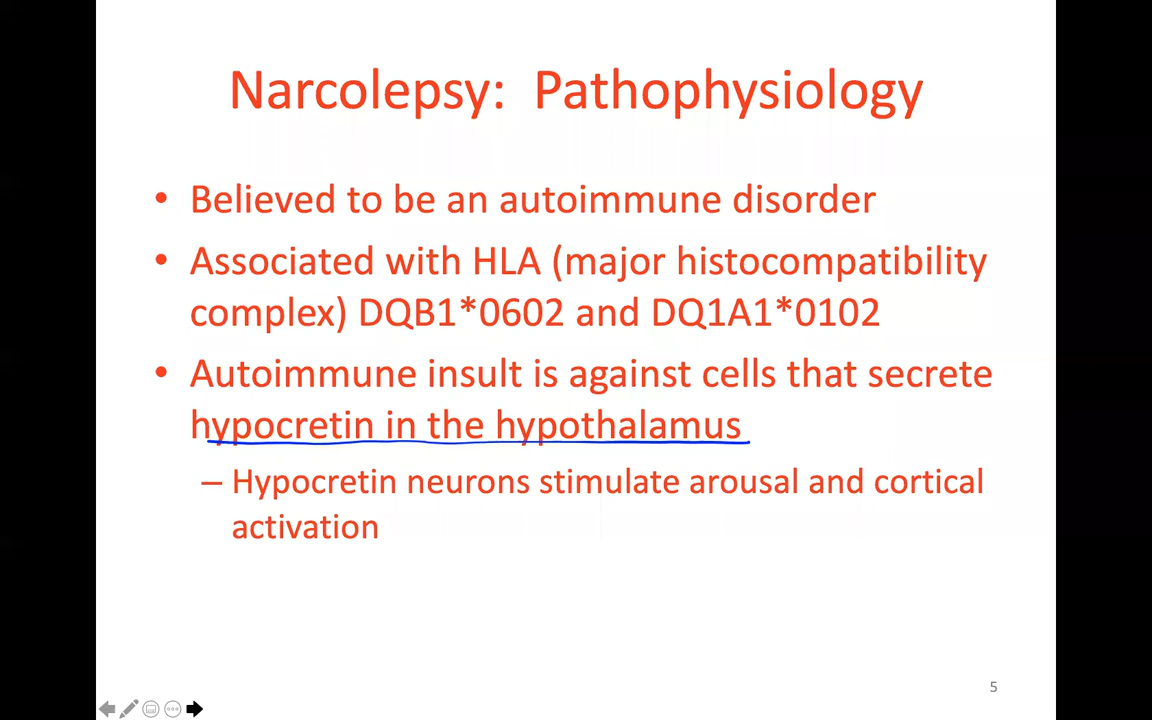 Narcolepsy: Pathophysiology
• Believed to be an autoimmune disorder
• Associated with HLA (major histocompatibility
complex) DQB1*0602 and DQ1A1*0102
• Autoimmune insult is against cells that secrete
hypocretin in the hypothalamus
– Hypocretin neurons stimulate arousal and cortical
activation
5